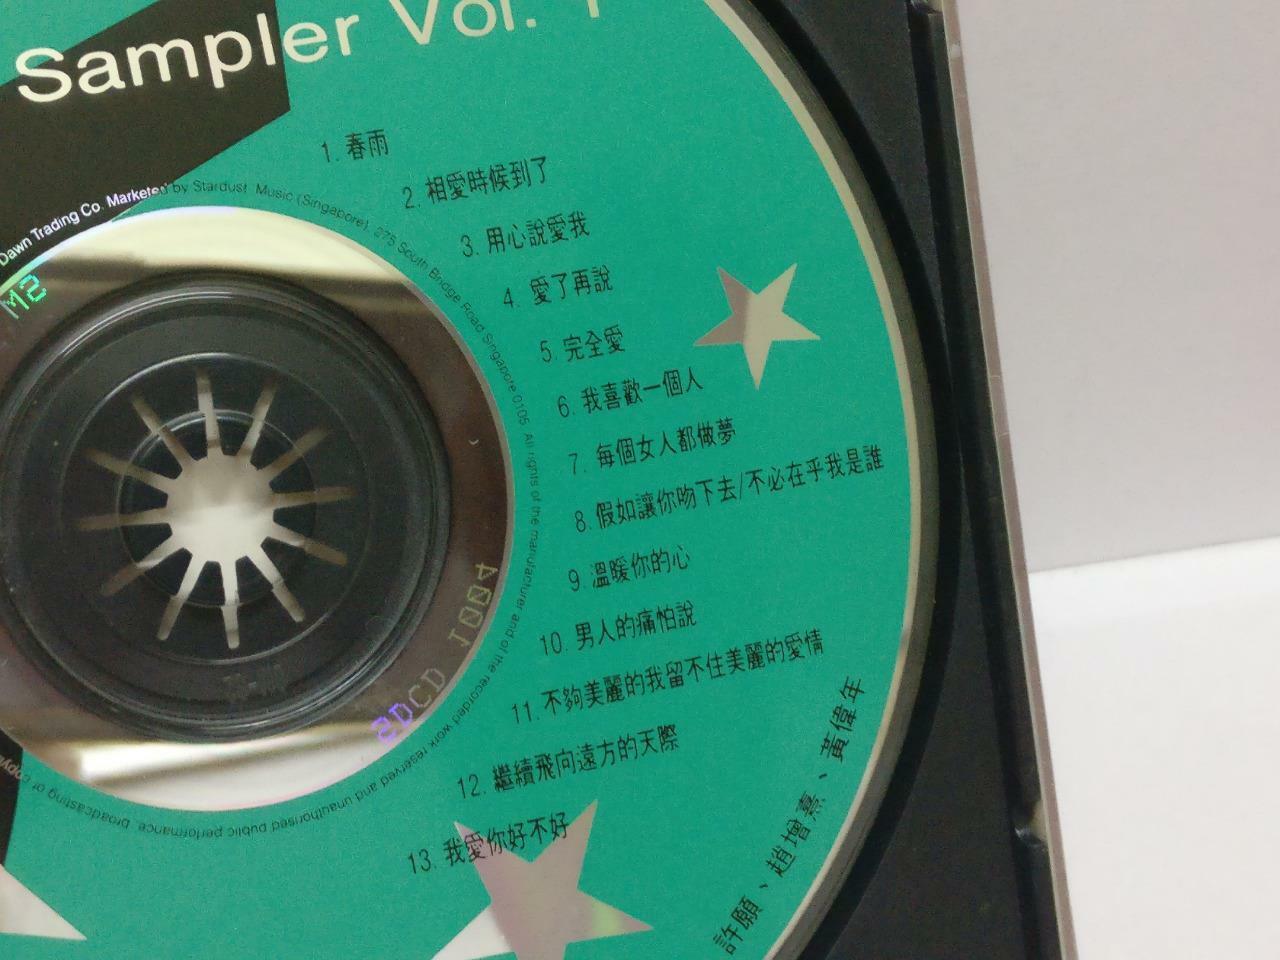 Sampler Vol. 1
1. 春雨
2. 相愛時候到了
3. 用心說愛我
4. 愛了再說
5. 完全愛
6. 我喜歡一個人
7. 每個女人都做夢
8. 假如讓你吻下去/不必在乎我是誰
9. 溫暖你的心
10. 男人的痛怕說
11. 不夠美麗的我留不住美麗的愛情
12. 繼續飛向遠方的天際
13. 我愛你好不好
許願、趙增熹、黃偉年
Dawn Trading Co. Marketed by Stardust Music (Singapore), 275 South Bridge Road Singapore 0105. All rights of the manufacturer and of the recorded work reserved and unauthorised public performance, broadcasting of
M2
2DCD 1004